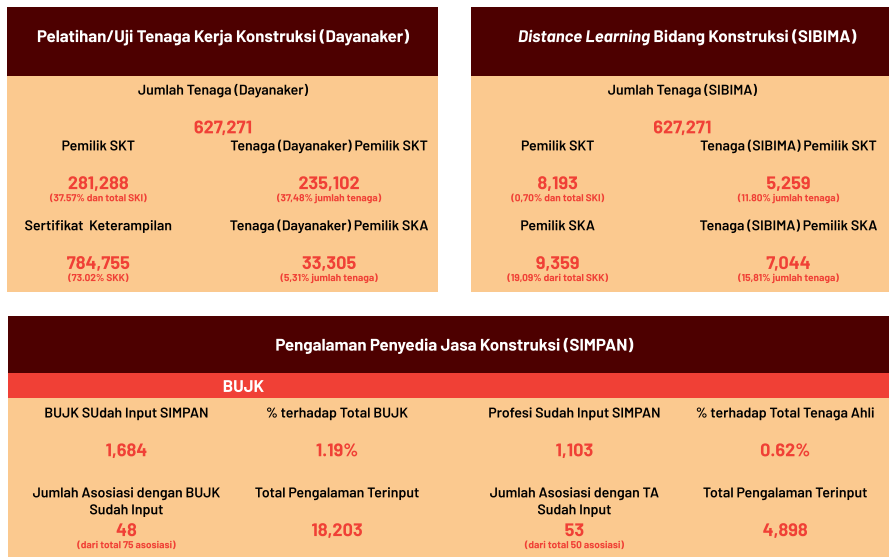 Pelatihan/Uji Tenaga Kerja Konstruksi (Dayanaker)
Jumlah Tenaga (Dayanaker)
627,271
Pemilik SKT
Tenaga (Dayanaker) Pemilik SKT
281,288
235,102
(37.57% dan total SKI)
(37,48% jumlah tenaga)
Sertifikat Keterampilan
Tenaga (Dayanaker) Pemilik SKA
784,755
33,305
(73.02% SKK)
(5,31% jumlah tenaga)
Distance Learning Bidang Konstruksi (SIBIMA)
Jumlah Tenaga (SIBIMA)
627,271
Pemilik SKT
Tenaga (SIBIMA) Pemilik SKT
8,193
5,259
(0,70% dan total SKI)
(11.80% jumlah tenaga)
Pemilik SKA
Tenaga (SIBIMA) Pemilik SKA
9,359
7,044
(19,09% dari total SKK)
(15,81% jumlah tenaga)
Pengalaman Penyedia Jasa Konstruksi (SIMPAN)
BUJK
BUJK SUdah Input SIMPAN
% terhadap Total BUJK
Profesi Sudah Input SIMPAN
% terhadap Total Tenaga Ahli
1,684
1.19%
1,103
0.62%
Jumlah Asosiasi dengan BUJK
Sudah Input
Total Pengalaman Terinput
Jumlah Asosiasi dengan TA
Sudah Input
Total Pengalaman Terinput
48
18,203
53
4,898
(dari total 75 asosiasi)
(dari total 50 asosiasi)